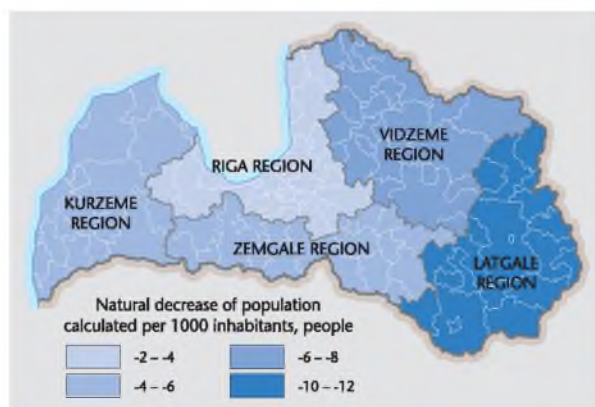 VIDZEME
REGION
RIGA REGION
KURZEME
REGION
ZEMGALE REGION
LATGALE
REGION
Natural decrease of population
calculated per 1000 inhabitants, people
-2 – -4
-6 – -8
-4 – -6
-10 – -12